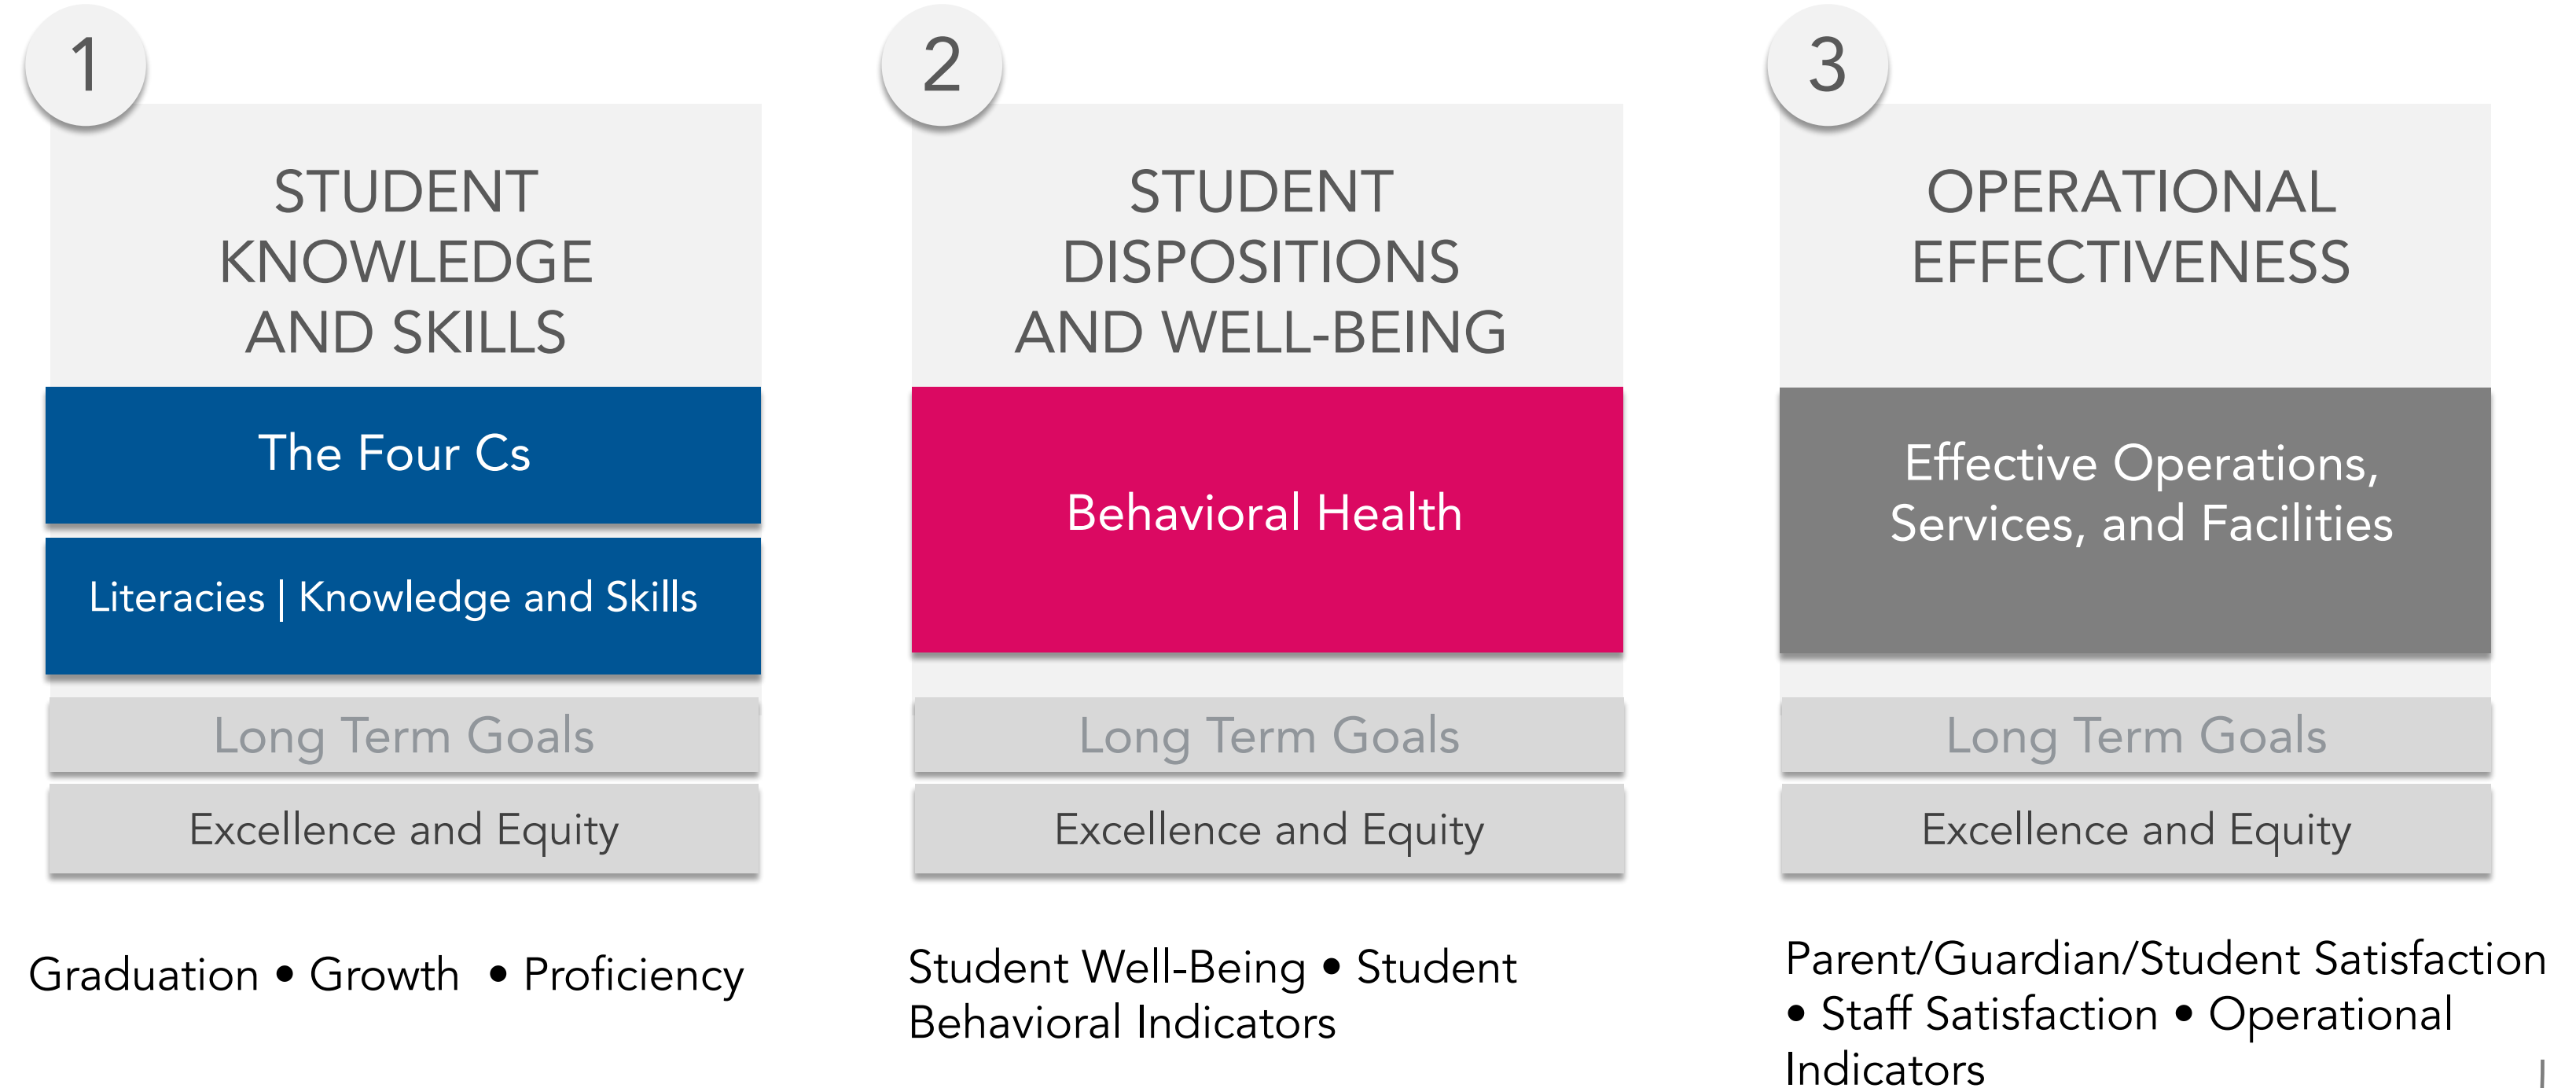 1
STUDENT
KNOWLEDGE
AND SKILLS
The Four Cs
Literacies | Knowledge and Skills
Long Term Goals
Excellence and Equity
Graduation • Growth • Proficiency
2
STUDENT
DISPOSITIONS
AND WELL-BEING
Behavioral Health
Long Term Goals
Excellence and Equity
Student Well-Being • Student
Behavioral Indicators
3
OPERATIONAL
EFFECTIVENESS
Effective Operations,
Services, and Facilities
Long Term Goals
Excellence and Equity
Parent/Guardian/Student Satisfaction
• Staff Satisfaction • Operational
Indicators